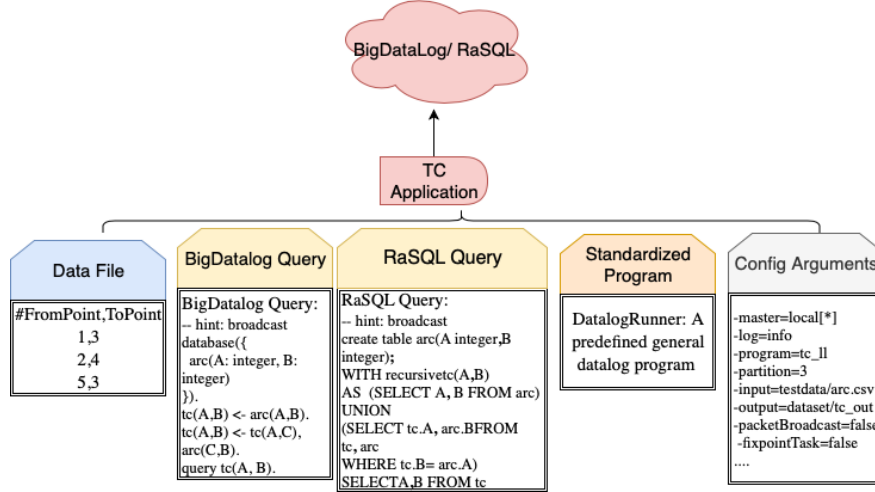 BigDataLog/ RaSQL
TC
Application
Data File
#FromPoint,ToPoint
1,3
2,4
5,3
BigDatalog Query
BigDatalog Query:
-- hint: broadcast
database({
arc(A: integer, B:
integer)
}).
tc(A,B) <- arc(A,B).
tc(A,B) <- tc(A,C),
arc(C,B).
query tc(A, B).
RaSQL Query
RaSQL Query:
-- hint: broadcast
create table arc(A integer,B
integer);
WITH recursivetc(A,B)
AS (SELECT A, B FROM arc)
UNION
(SELECT tc.A, arc.BFROM
tc, arc
WHERE tc.B= arc.A)
SELECTA,B FROM tc
Standardized
Program
DatalogRunner: A
predefined general
datalog program
Config Arguments
-master=local[*]
-log=info
-program=tc_ll
-partition=3
-input=testdata/arc.csv
-output=dataset/tc_out
-packetBroadcast=false
-fixpointTask=false
....